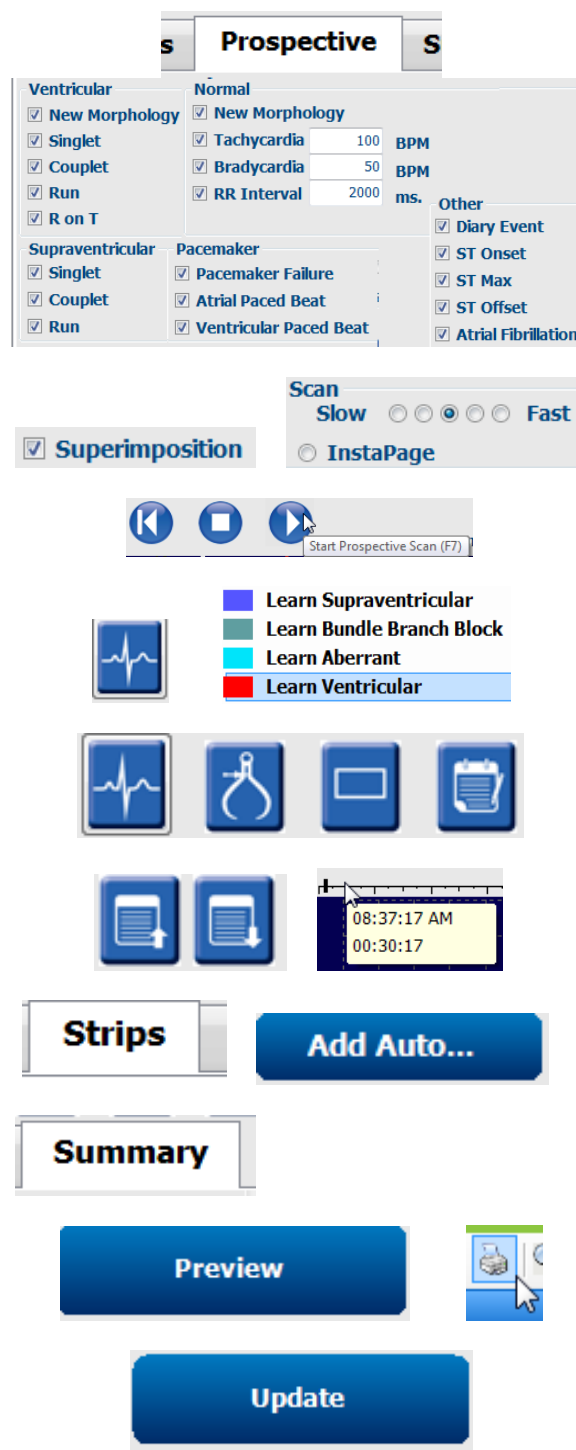 s Prospective S
Ventricular Normal
New Morphology New Morphology
Singlet Tachycardia 100 BPM
Couplet Bradycardia 50 BPM
Run RR Interval 2000 ms. Other
R on T Diary Event
Supraventricular Pacemaker ST Onset
Singlet Pacemaker Failure ST Max
Couplet Atrial Paced Beat ST Offset
Run Ventricular Paced Beat Atrial Fibrillation
Scan
Slow Fast
Superimposition InstaPage
Start Prospective Scan (F7)
Learn Supraventricular
Learn Bundle Branch Block
Learn Aberrant
Learn Ventricular
08:37:17 AM
00:30:17
Strips Add Auto...
Summary
Preview
Update